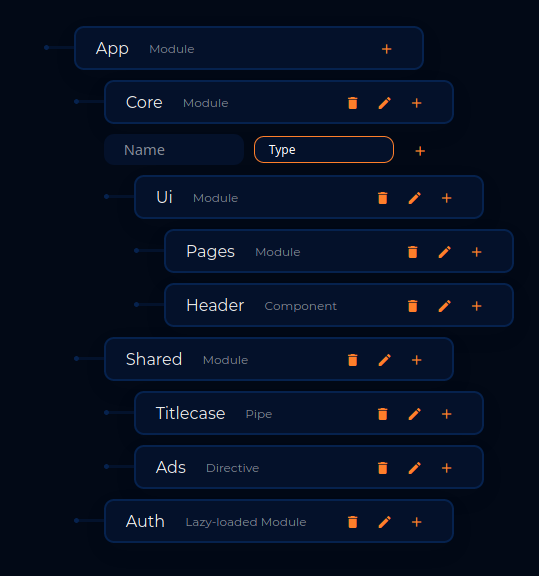 App Module
Core Module
Name Type
Ui Module
Pages Module
Header Component
Shared Module
Titlecase Pipe
Ads Directive
Auth Lazy-loaded Module